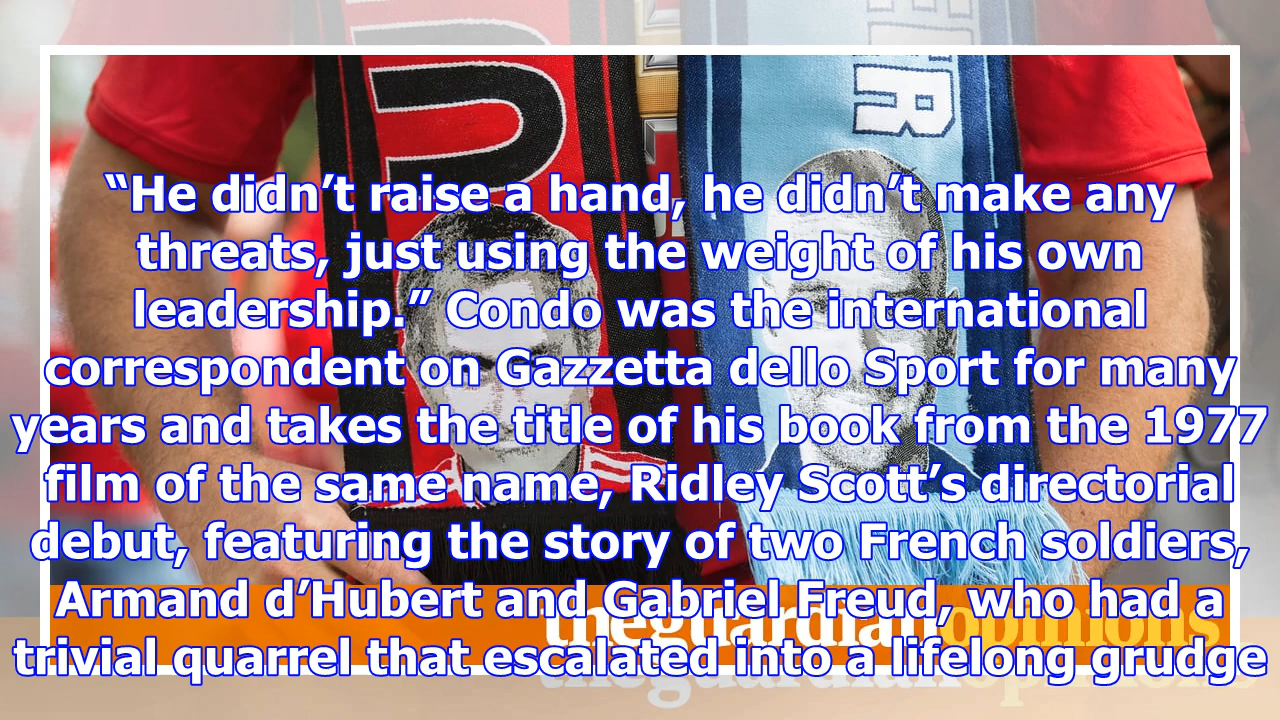 ER
“He didn’t raise a hand, he didn’t make any
threats, just using the weight of his own
leadership.” Condo was the international
correspondent on Gazzetta dello Sport for many
years and takes the title of his book from the 1977
film of the same name, Ridley Scott’s directorial
debut, featuring the story of two French soldiers,
Armand d’Hubert and Gabriel Freud, who had a
trivial quarrel that escalated into a lifelong grudge
theguardianopinions
theguardianopinions